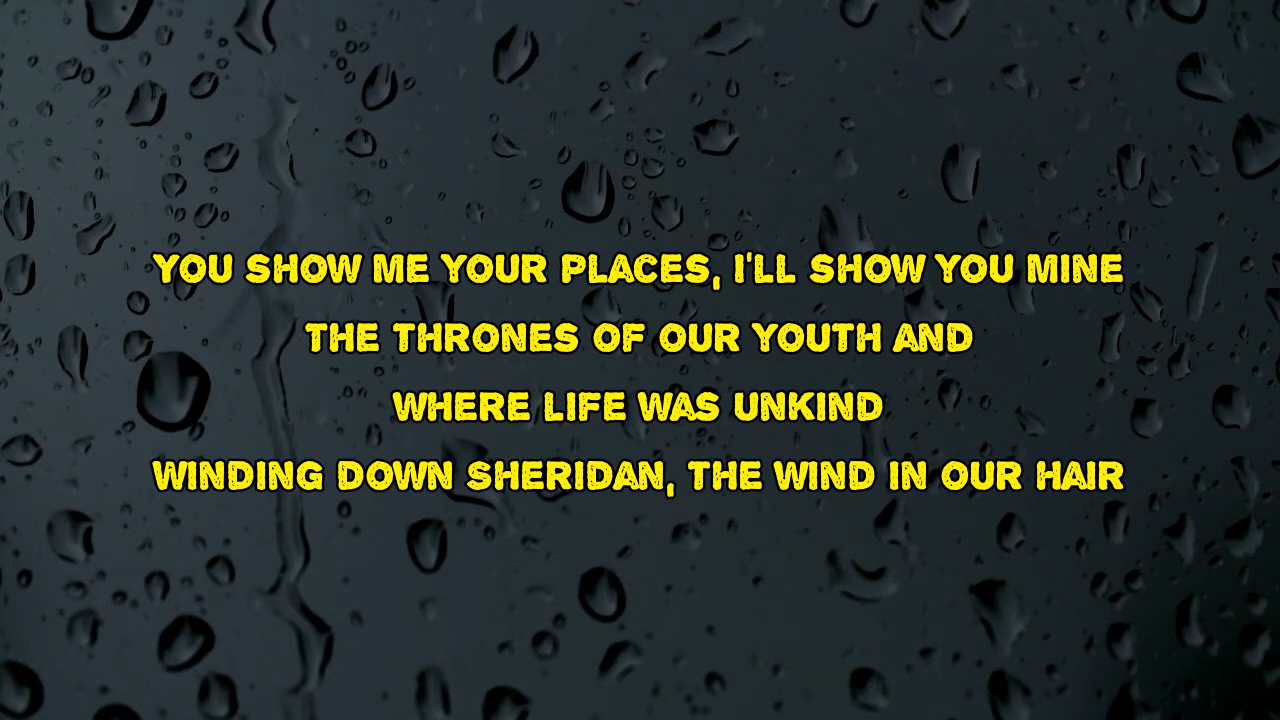 YOU SHOW ME YOUR PLACES, I'LL SHOW YOU MINE
THE THRONES OF OUR YOUTH AND
WHERE LIFE WAS UNKIND
WINDING DOWN SHERIDAN, THE WIND IN OUR HAIR